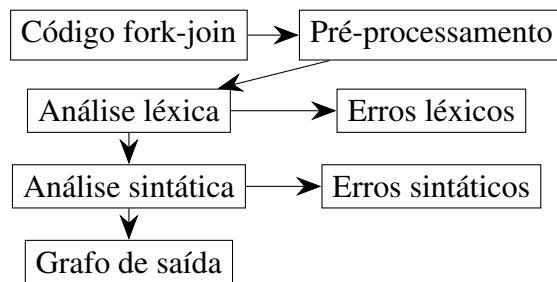 Código fork-join
Pré-processamento
Análise léxica
Erros léxicos
Análise sintática
Erros sintáticos
Grafo de saída